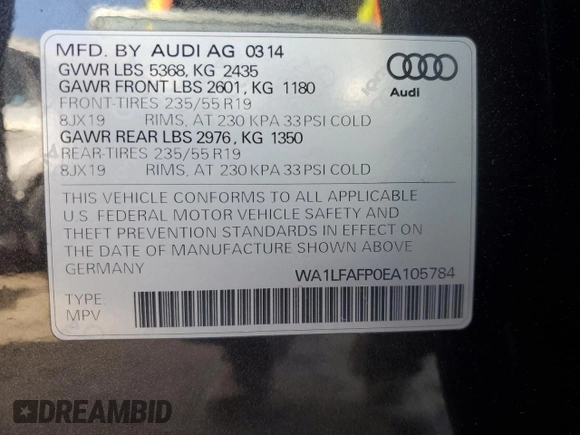 MFD. BY AUDI AG 0314
GVWR LBS 5368, KG 2435
GAWR FRONT LBS 2601, KG 1180
FRONT-TIRES 235/55 R19
8JX19 RIMS, AT 230 KPA 33 PSI COLD
GAWR REAR LBS 2976, KG 1350
REAR-TIRES 235/55 R19
8JX19 RIMS, AT 230 KPA 33 PSI COLD
Audi
THIS VEHICLE CONFORMS TO ALL APPLICABLE
U.S. FEDERAL MOTOR VEHICLE SAFETY AND
THEFT PREVENTION STANDARDS IN EFFECT ON
THE DATE OF MANUFACTURE SHOWN ABOVE
GERMANY
WA1LFAFP0EA105784
TYPE:
MPV
DREAMBID